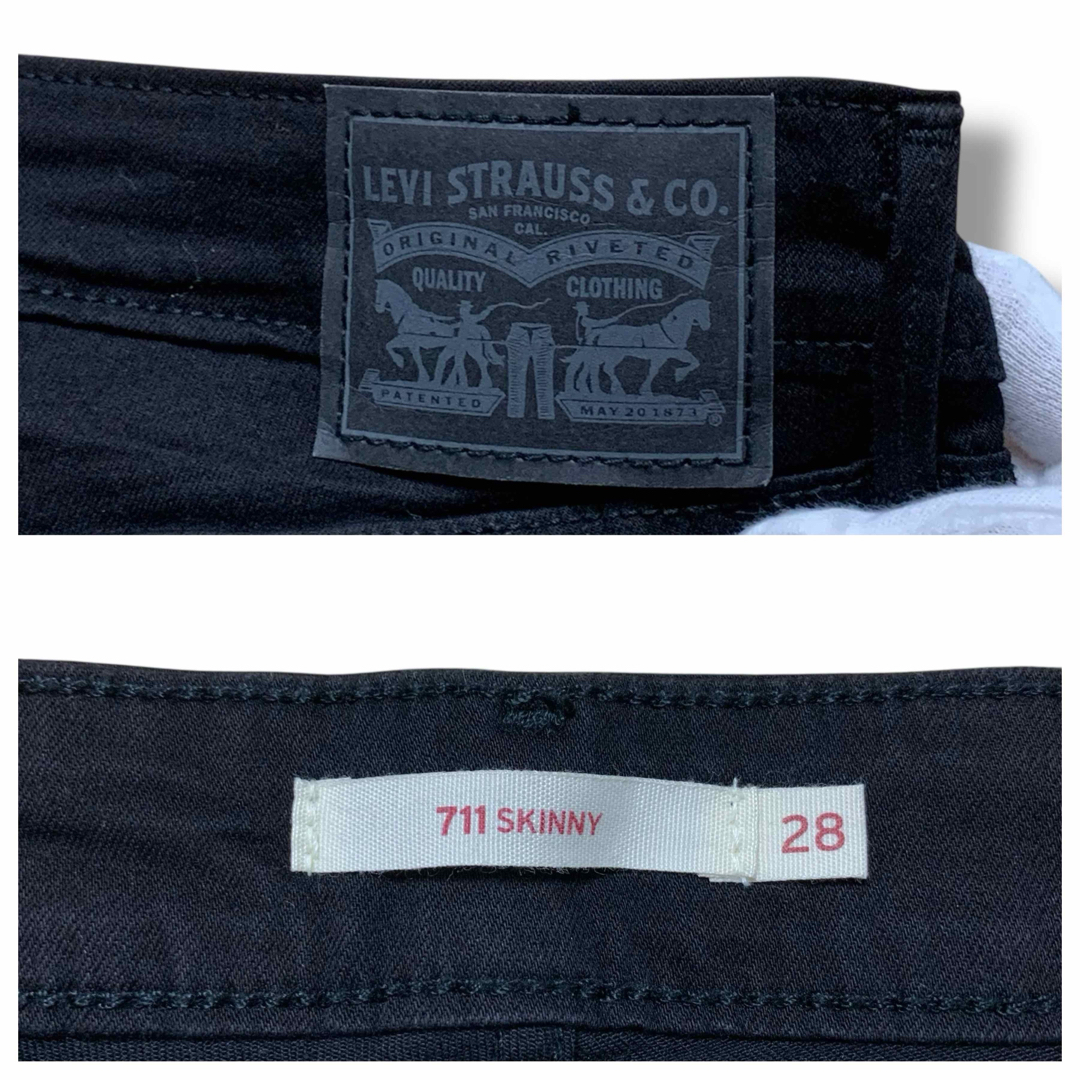 LEVI STRAUSS & CO.
SAN FRANCISCO
CAL.
ORIGINAL RIVETED
QUALITY CLOTHING
PATENTED MAY 20 1873
®
711 SKINNY 28